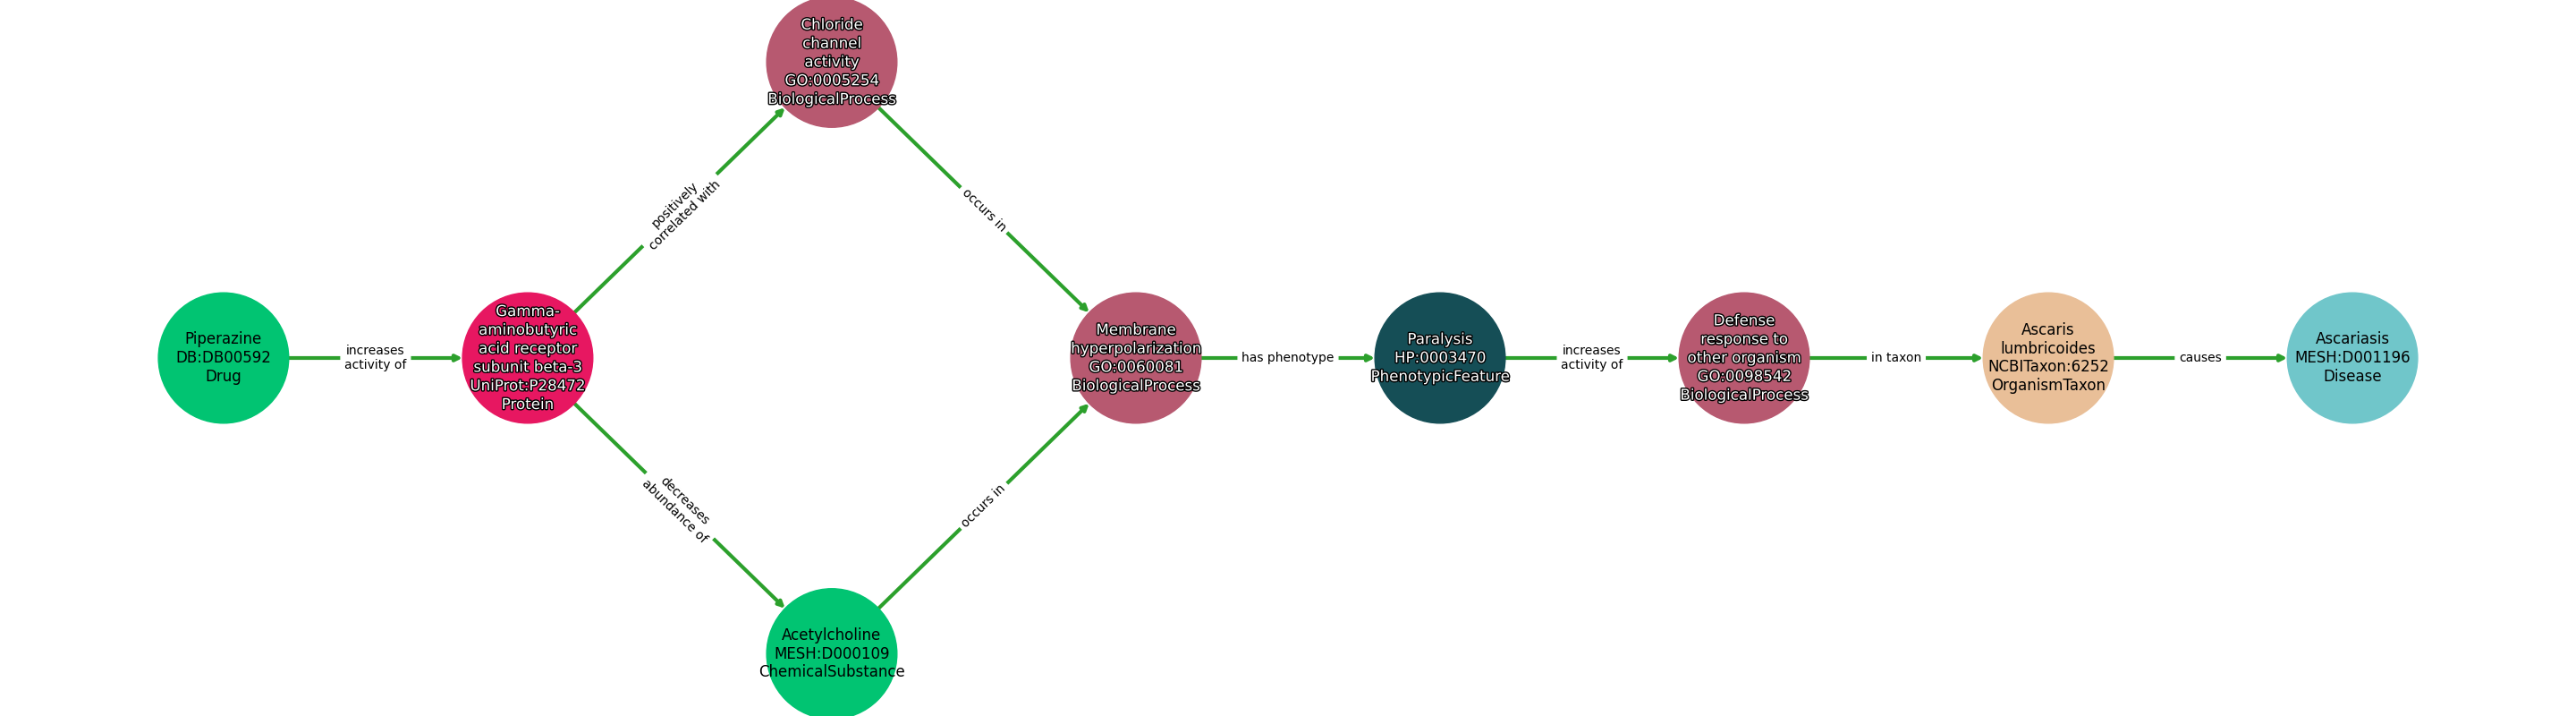 Chloride
channel
activity
GO:0005254
BiologicalProcess
positively
correlated with
occurs in
Piperazine
DB:DB00592
Drug
increases
activity of
Gamma-
aminobutyric
acid receptor
subunit beta-3
UniProt:P28472
Protein
Membrane
hyperpolarization
GO:0060081
BiologicalProcess
has phenotype
Paralysis
HP:0003470
PhenotypicFeature
increases
activity of
Defense
response to
other organism
GO:0098542
BiologicalProcess
in taxon
Ascaris
lumbricoides
NCBITaxon:6252
OrganismTaxon
causes
Ascariasis
MESH:D001196
Disease
decreases
abundance of
occurs in
Acetylcholine
MESH:D000109
ChemicalSubstance